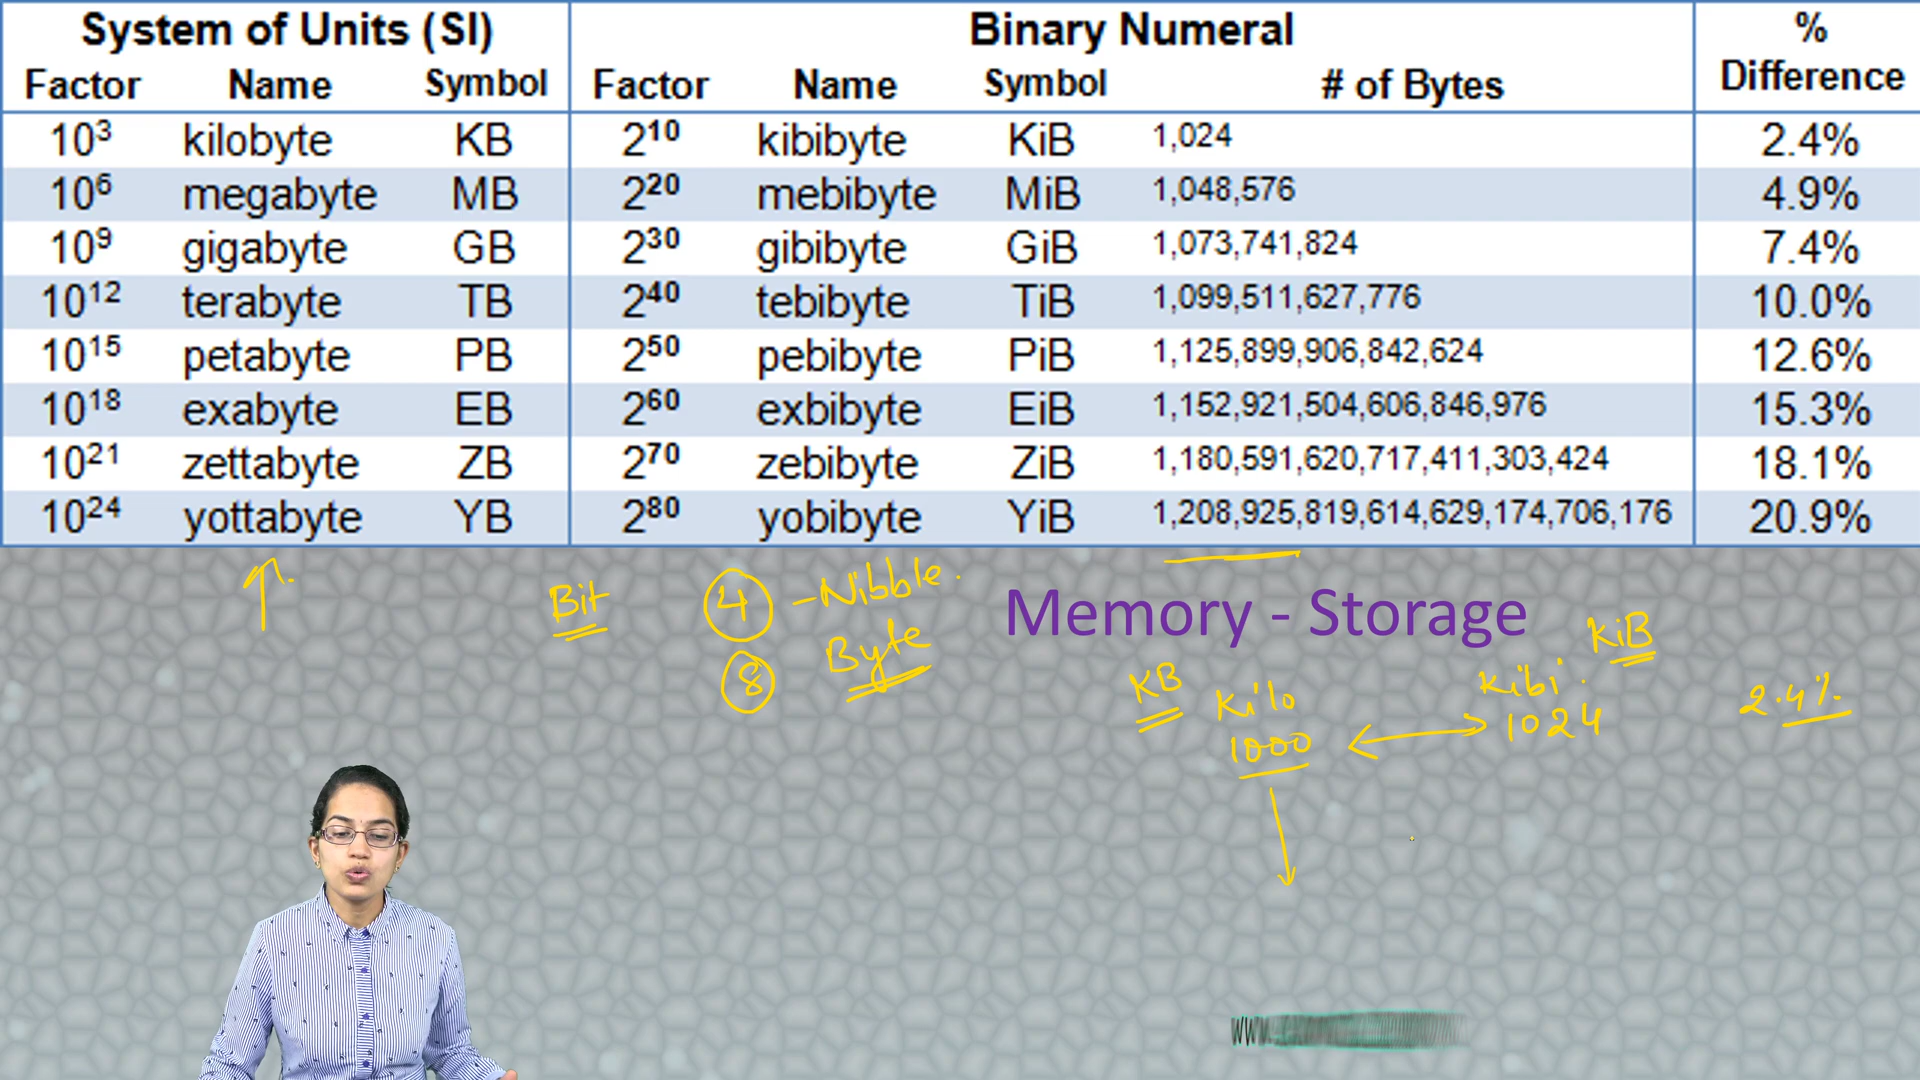 System of Units (SI) Binary Numeral %
Factor Name Symbol Factor Name Symbol # of Bytes Difference
10³ kilobyte KB 2¹⁰ kibibyte KiB 1,024 2.4%
10⁶ megabyte MB 2²⁰ mebibyte MiB 1,048,576 4.9%
10⁹ gigabyte GB 2³⁰ gibibyte GiB 1,073,741,824 7.4%
10¹² terabyte TB 2⁴⁰ tebibyte TiB 1,099,511,627,776 10.0%
10¹⁵ petabyte PB 2⁵⁰ pebibyte PiB 1,125,899,906,842,624 12.6%
10¹⁸ exabyte EB 2⁶⁰ exbibyte EiB 1,152,921,504,606,846,976 15.3%
10²¹ zettabyte ZB 2⁷⁰ zebibyte ZiB 1,180,591,620,717,411,303,424 18.1%
10²⁴ yottabyte YB 2⁸⁰ yobibyte YiB 1,208,925,819,614,629,174,706,176 20.9%
Bit 4 - Nibble.
8 Byte
Memory - Storage
KB Kilo Kibi. KiB
1000 1024 2.4%